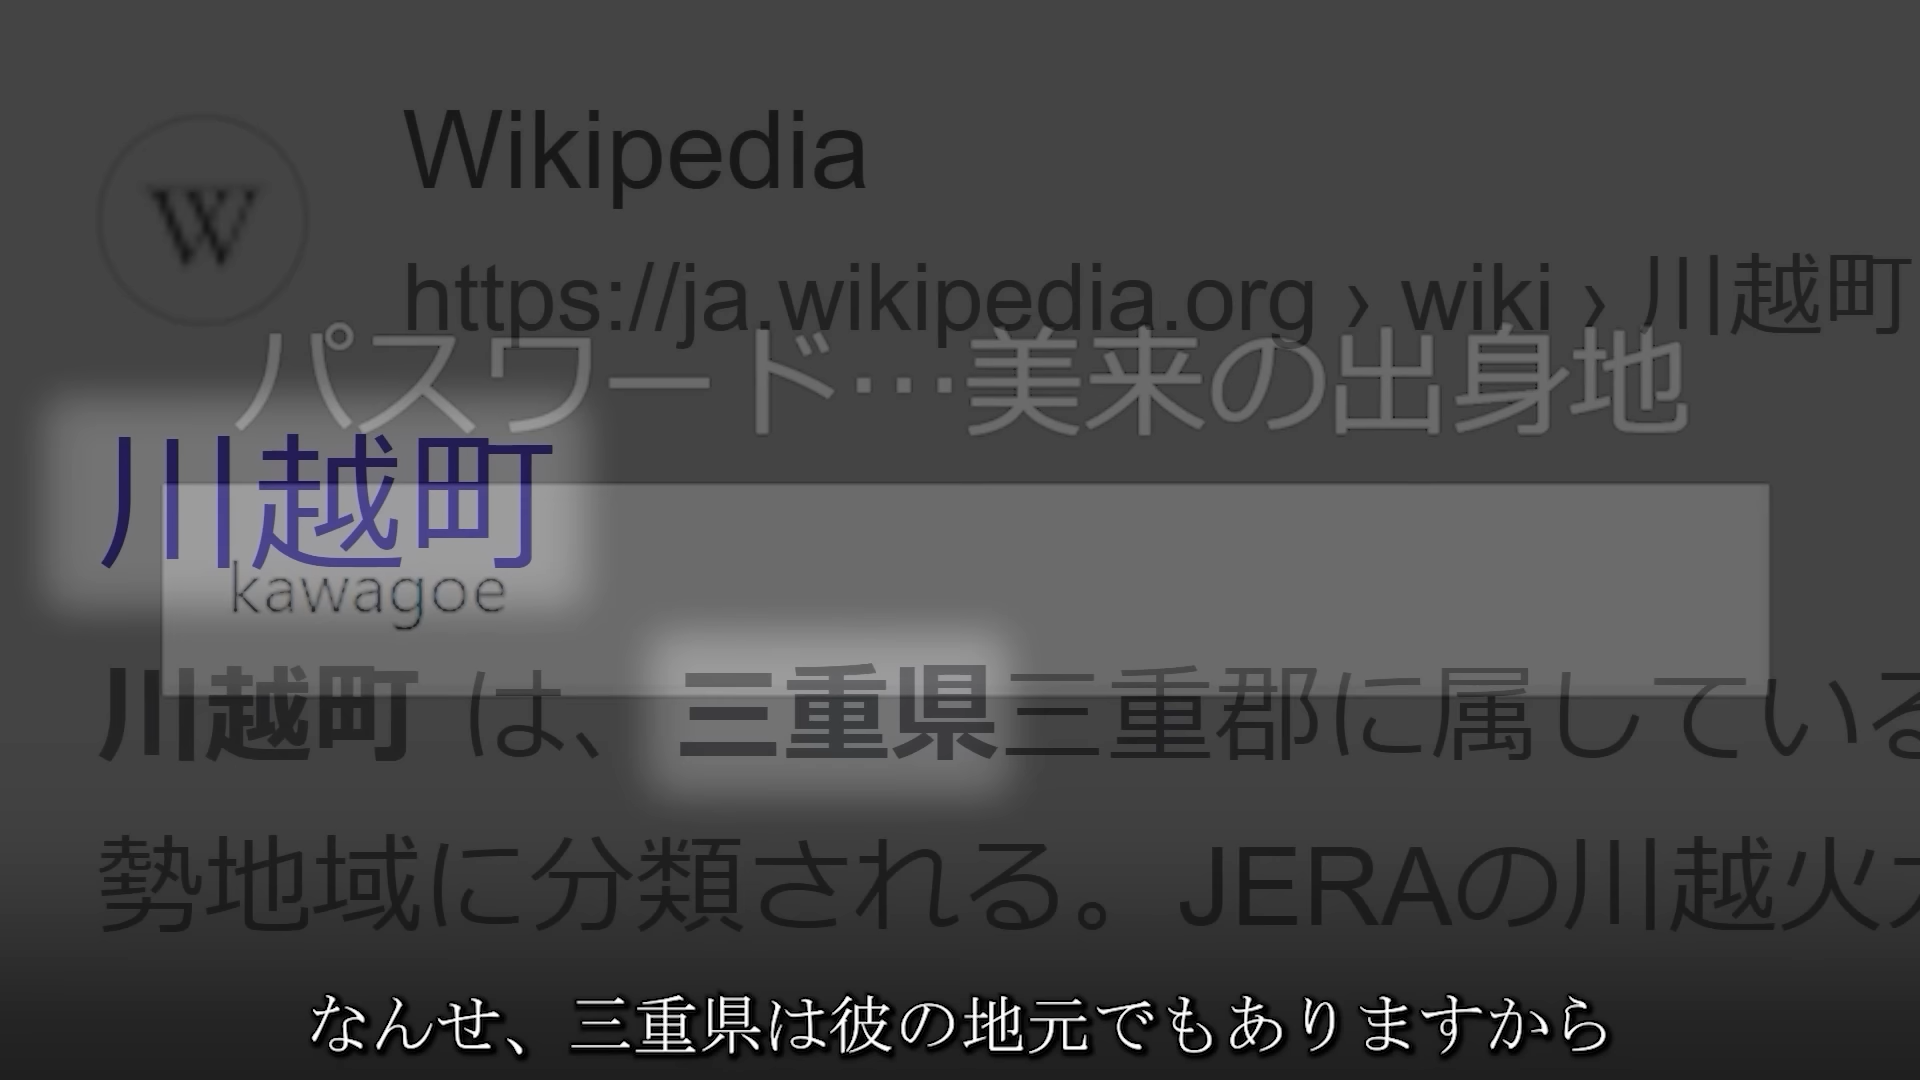 Wikipedia
https://ja.wikipedia.org › wiki › 川越町
パスワード…美来の出身地
川越町
kawagoe
川越町 は、三重県三重郡に属している
勢地域に分類される。JERAの川越火力
なんせ、三重県は彼の地元でもありますから